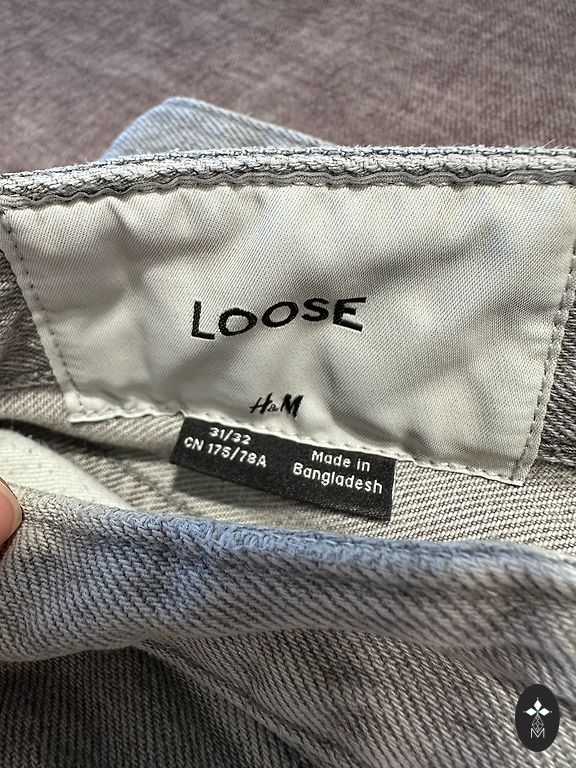 LOOSE
H&M
31/32
CN 175/78A
Made in
Bangladesh
M